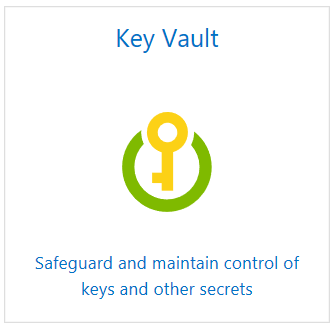 Key Vault
Safeguard and maintain control of
keys and other secrets